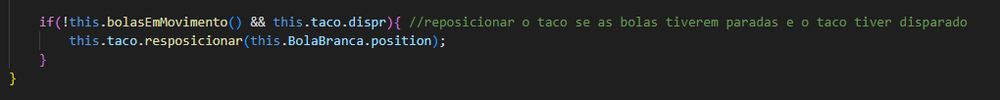 if(!this.bolasEmMovimento() && this.taco.dispr){ //reposicionar o taco se as bolas tiverem paradas e o taco tiver disparado
this.taco.resposicionar(this.BolaBranca.position);
}
}